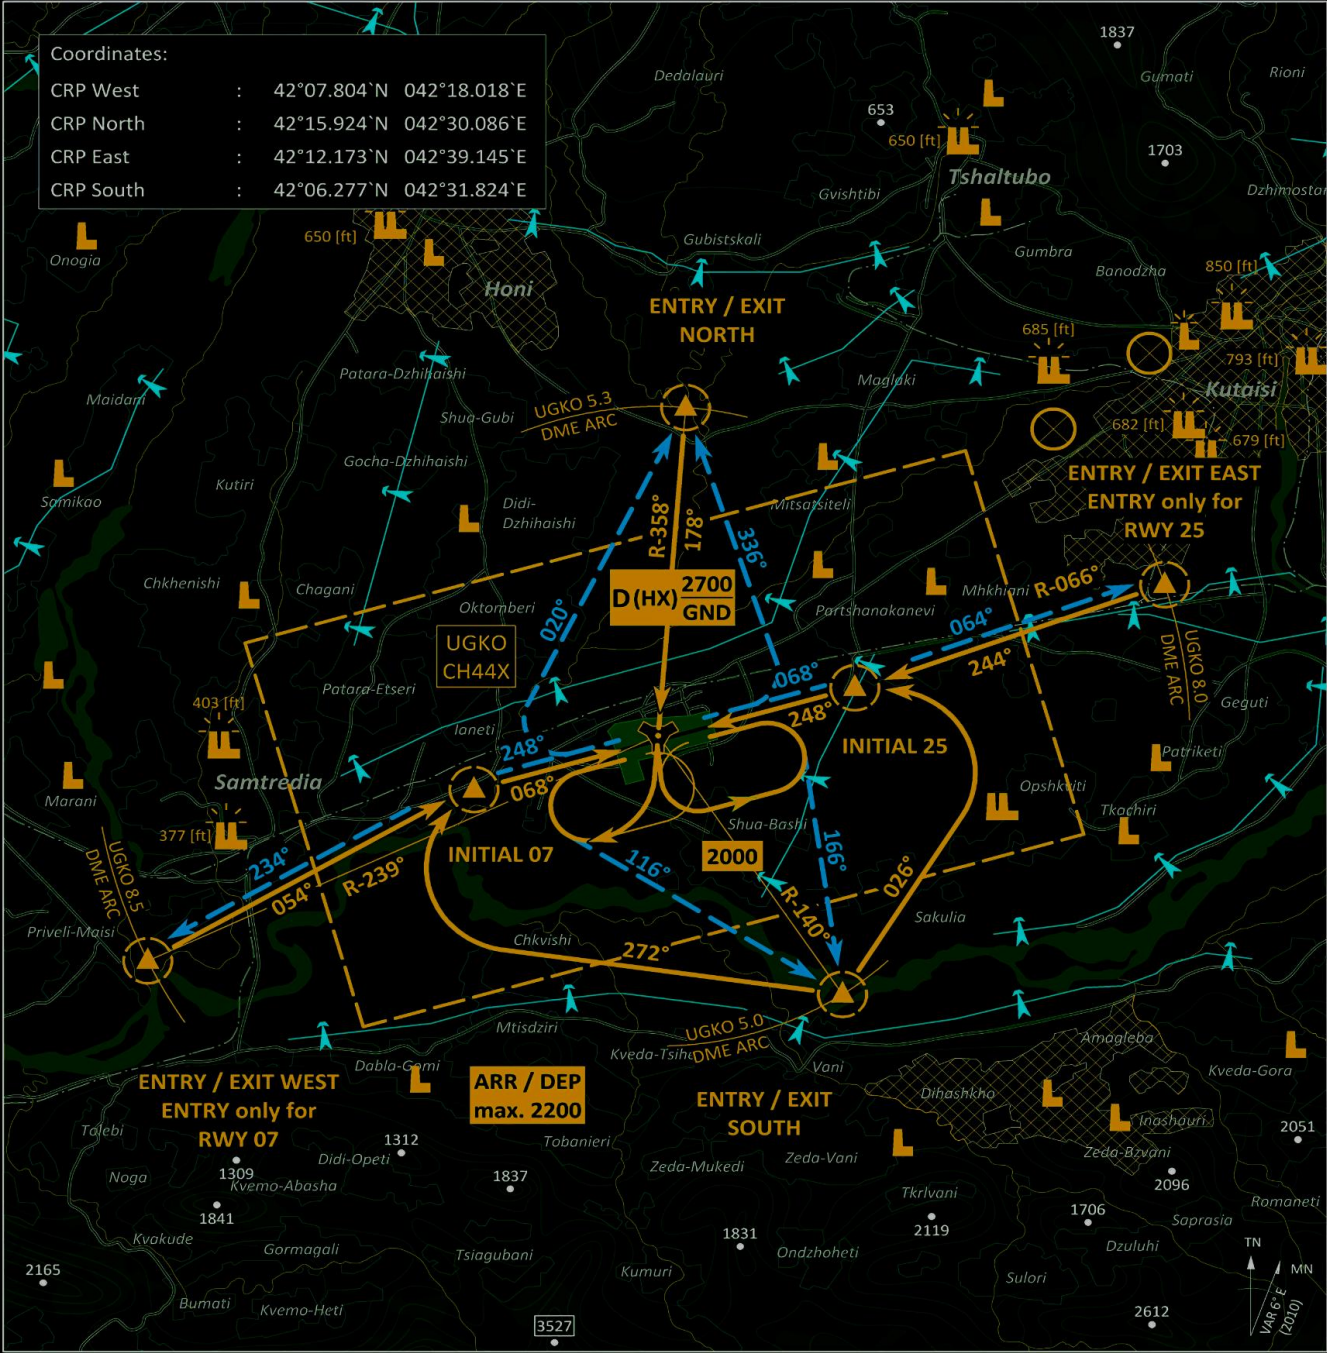 Coordinates:
CRP West : 42°07.804`N 042°18.018`E
CRP North : 42°15.924`N 042°30.086`E
CRP East : 42°12.173`N 042°39.145`E
CRP South : 42°06.277`N 042°31.824`E
1837
Gumati
Rioni
Dedalauri
653
650 [ft]
1703
Tshaltubo
Dzhimostar
Gvishtibi
Onogia
650 [ft]
Gubistskali
Gumbra
Banodzha
850 [ft]
Honi
ENTRY / EXIT
NORTH
685 [ft]
793 [ft]
Patara-Dzhihaishi
Maglaki
Kutaisi
Maidani
UGKO 5.3
DME ARC
Shua-Gubi
682 [ft]
679 [ft]
Gocha-Dzhihaishi
Kutiri
Samikao
ENTRY / EXIT EAST
ENTRY only for
RWY 25
Didi-
Dzhihaishi
Mitsatsiteli
R-358°
178°
336°
Chkhenishi
Chagani
Oktomberi
020°
D (HX) 2700
GND
Partshanakanevi
Mhkhiani
R-066°
064°
244°
UGKO
CH44X
UGKO 8.0
DME ARC
Patara-Etseri
068°
248°
Geguti
403 [ft]
Ianeti
248°
068°
INITIAL 25
Patriketi
Samtredia
Marani
Opshkviti
Tkachiri
377 [ft]
Shua-Bashi
INITIAL 07
2000
116°
166°
234°
054°
R-239°
UGKO 8.5
DME ARC
026°
R-140°
Priveli-Maisi
Chkvishi
272°
Sakulia
Mtisdziri
UGKO 5.0
DME ARC
Kveda-Tsihe
Amagleba
Dabla-Gomi
Vani
Kveda-Gora
ENTRY / EXIT WEST
ENTRY only for
RWY 07
ARR / DEP
max. 2200
ENTRY / EXIT
SOUTH
Dihashkho
Inashauri
Tolebi
1312
Tobanieri
2051
Didi-Opeti
Zeda-Mukedi
Zeda-Vani
Zeda-Bzvani
1309
Noga
Kvemo-Abasha
1837
2096
Tkrlvani
Romaneti
1841
1706
Saprasia
2119
Kvakude
Gormagali
Tsiagubani
1831
Ondzhoheti
Dzuluhi
TN
MN
2165
Kumuri
Sulori
Bumati
Kvemo-Heti
2612
3527
VAR 6° E
(2010)